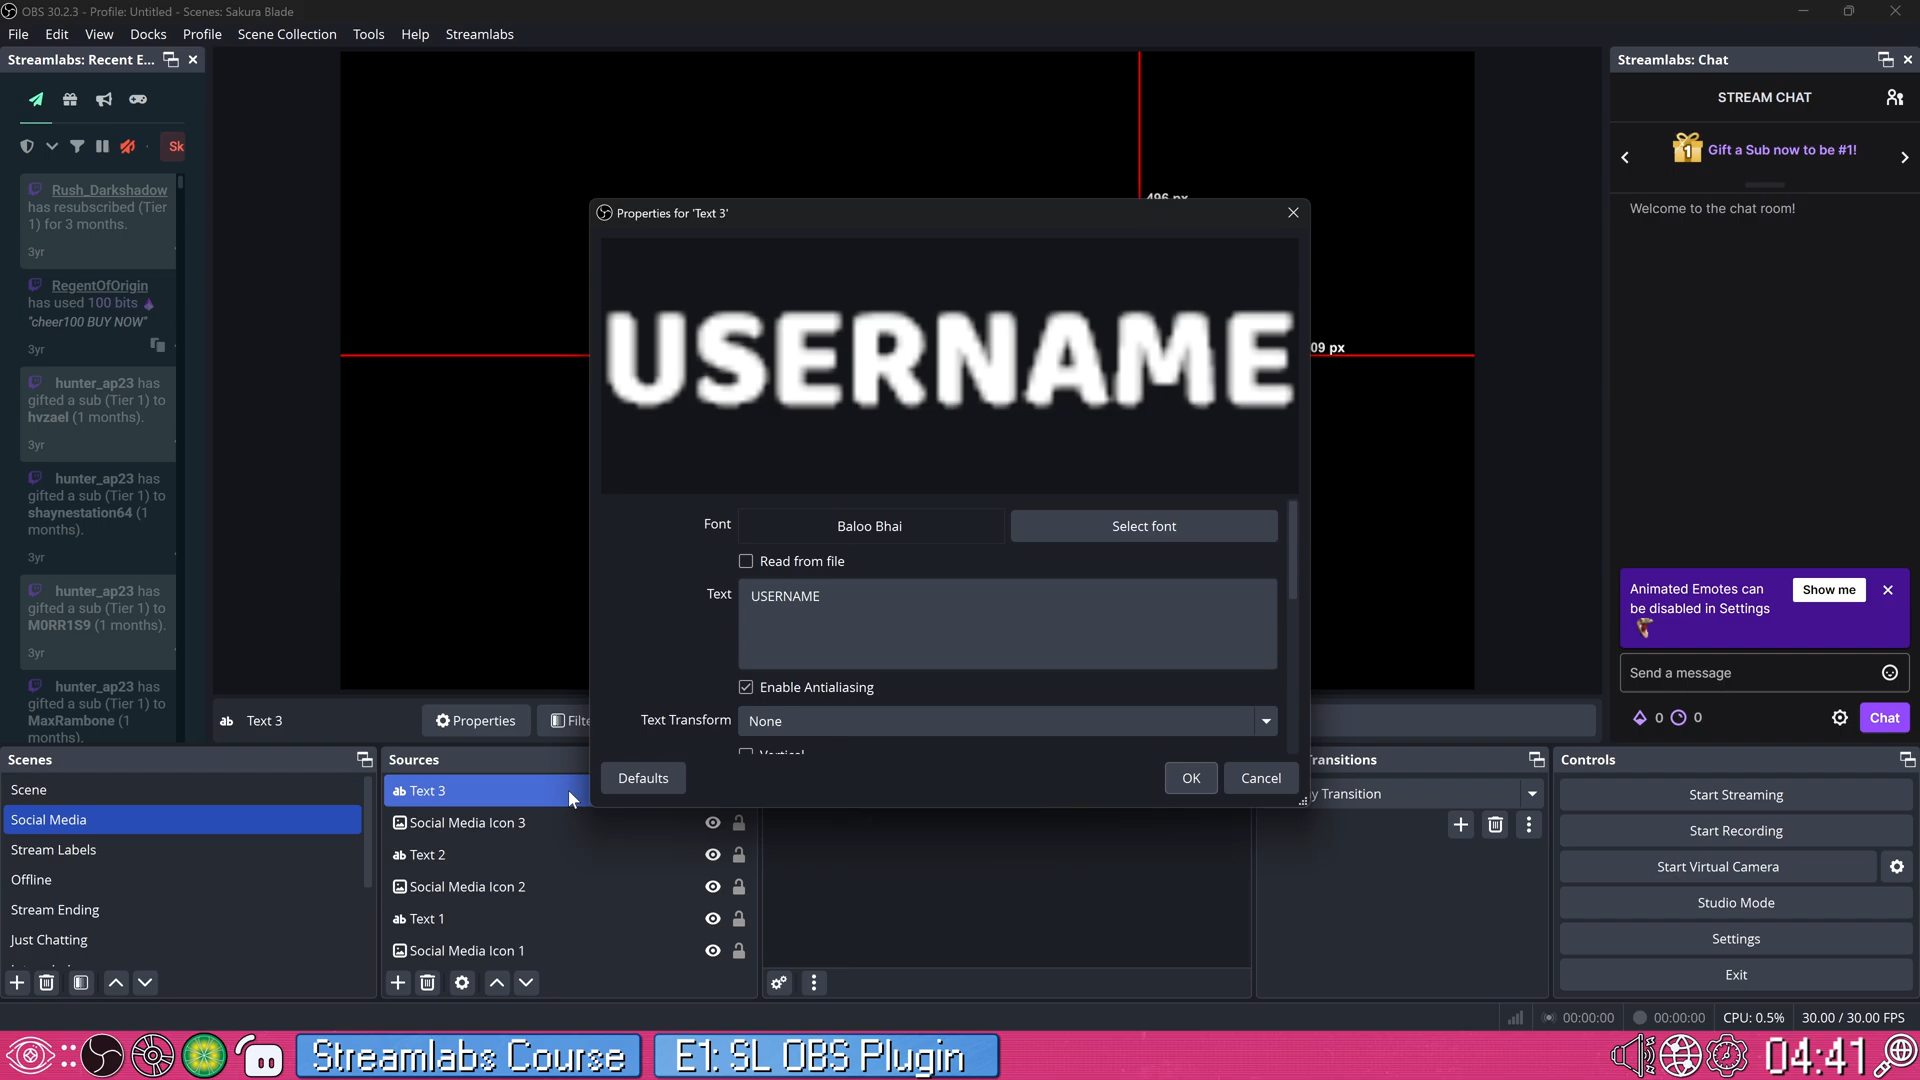 OBS 30.2.3 - Profile: Untitled - Scenes: Sakura Blade
File Edit View Docks Profile Scene Collection Tools Help Streamlabs
Streamlabs: Recent E...
Sk
Rush_Darkshadow
has resubscribed (Tier
1) for 3 months.
3yr
RegentOfOrigin
has used 100 bits
"cheer100 BUY NOW"
3yr
hunter_ap23 has
gifted a sub (Tier 1) to
hvzael (1 months).
3yr
hunter_ap23 has
gifted a sub (Tier 1) to
shaynestation64 (1
months).
3yr
hunter_ap23 has
gifted a sub (Tier 1) to
M0RR1S9 (1 months).
3yr
hunter_ap23 has
gifted a sub (Tier 1) to
MaxRambone (1
months).
496 px
09 px
Properties for 'Text 3'
USERNAME
Font Baloo Bhai Select font
Read from file
Text USERNAME
Enable Antialiasing
Text Transform None
Vertical
Defaults OK Cancel
Streamlabs: Chat
STREAM CHAT
1 Gift a Sub now to be #1!
Welcome to the chat room!
Animated Emotes can
be disabled in Settings
Show me
Send a message
0 0 Chat
ab Text 3 Properties Filte
Scenes
Scene
Social Media
Stream Labels
Offline
Stream Ending
Just Chatting
Sources
ab Text 3
Social Media Icon 3
ab Text 2
Social Media Icon 2
ab Text 1
Social Media Icon 1
ransitions
y Transition
Controls
Start Streaming
Start Recording
Start Virtual Camera
Studio Mode
Settings
Exit
00:00:00 00:00:00 CPU: 0.5% 30.00 / 30.00 FPS
Streamlabs Course
E1: SL OBS Plugin
04:41